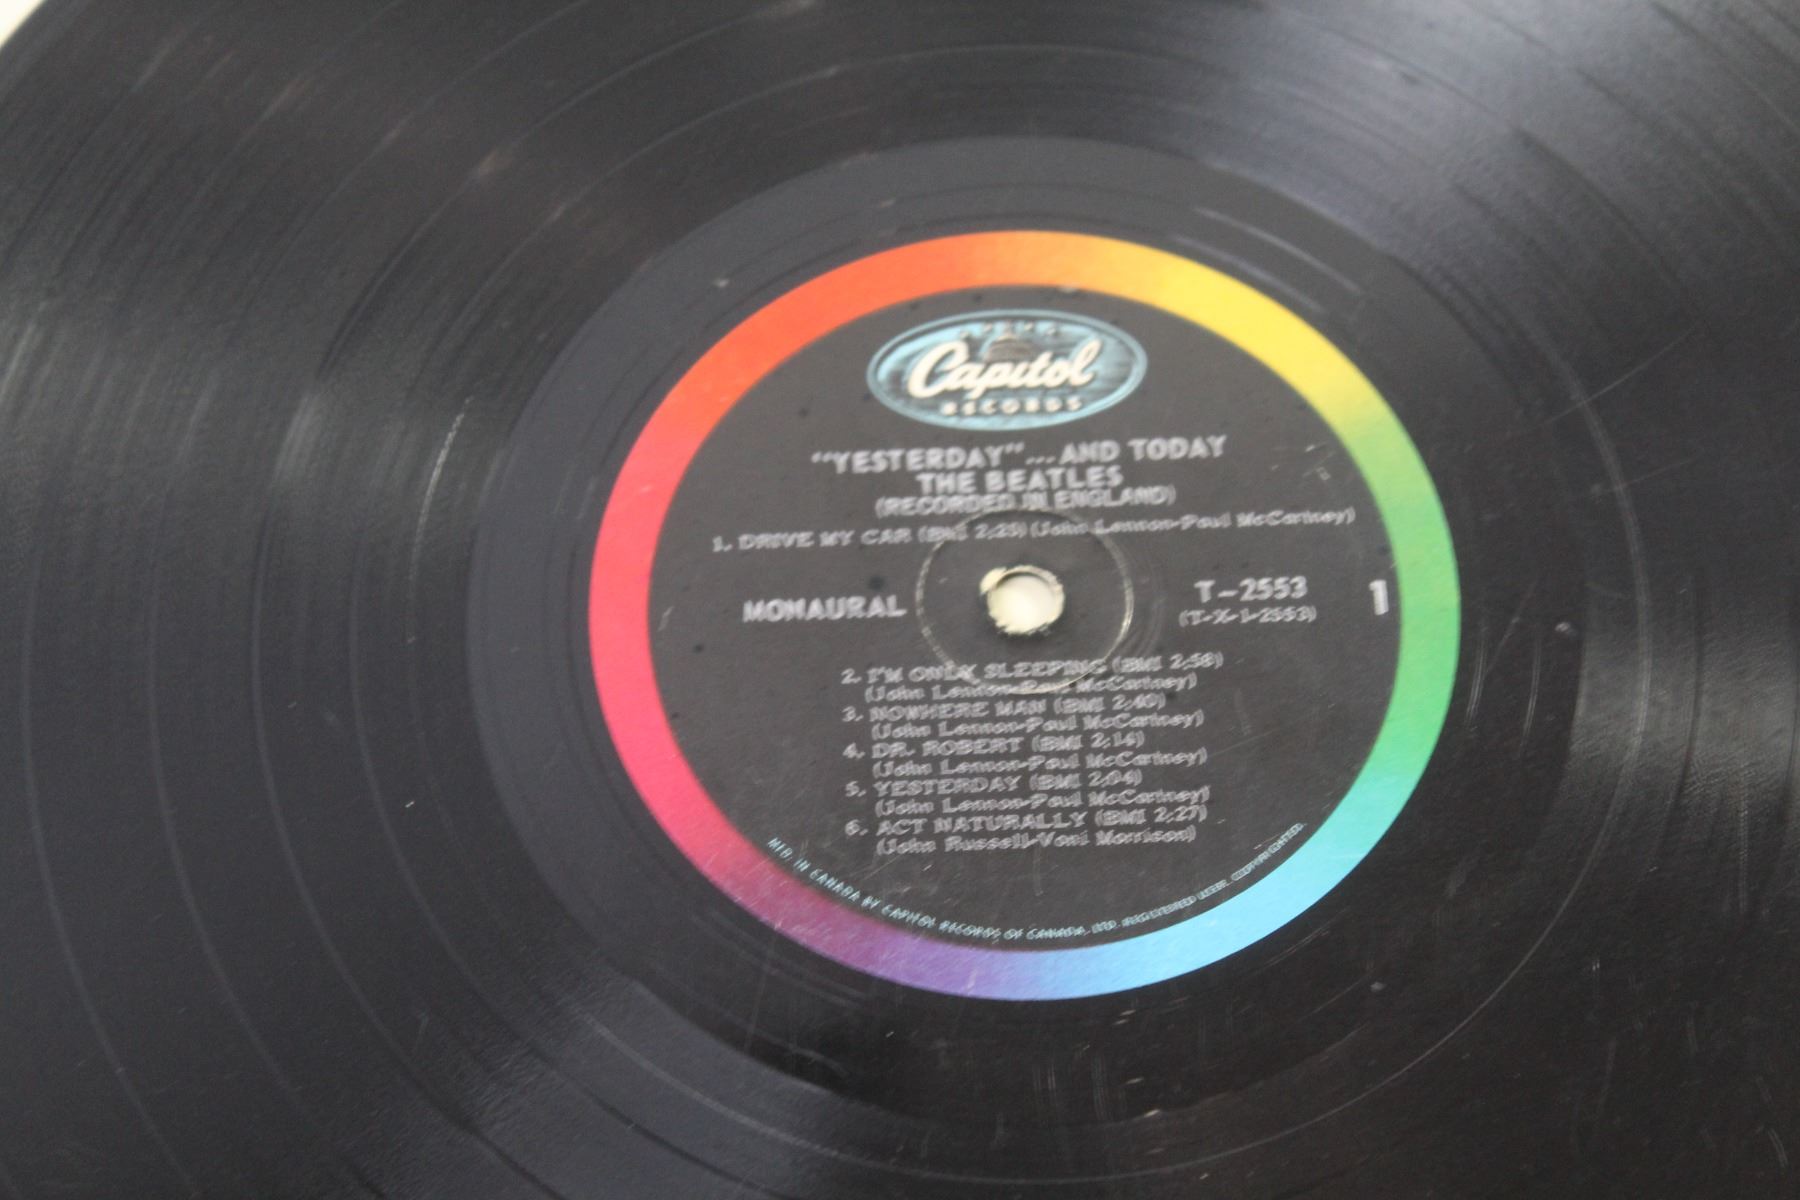 Capitol
RECORDS
"YESTERDAY"...AND TODAY
THE BEATLES
(RECORDED IN ENGLAND)
1. DRIVE MY CAR (BMI 2:25) (John Lennon-Paul McCartney)
MONAURAL
T-2553
(T-X-1-2553)
1
2. I'M ONLY SLEEPING (BMI 2:58)
(John Lennon-Paul McCartney)
3. NOWHERE MAN (BMI 2:40)
(John Lennon-Paul McCartney)
4. DR. ROBERT (BMI 2:14)
(John Lennon-Paul McCartney)
5. YESTERDAY (BMI 2:04)
(John Lennon-Paul McCartney)
6. ACT NATURALLY (BMI 2:27)
(John Russell-Voni Morrison)
MFD. IN CANADA BY CAPITOL RECORDS OF CANADA, LTD. REGISTERED USER. COPYRIGHTED.